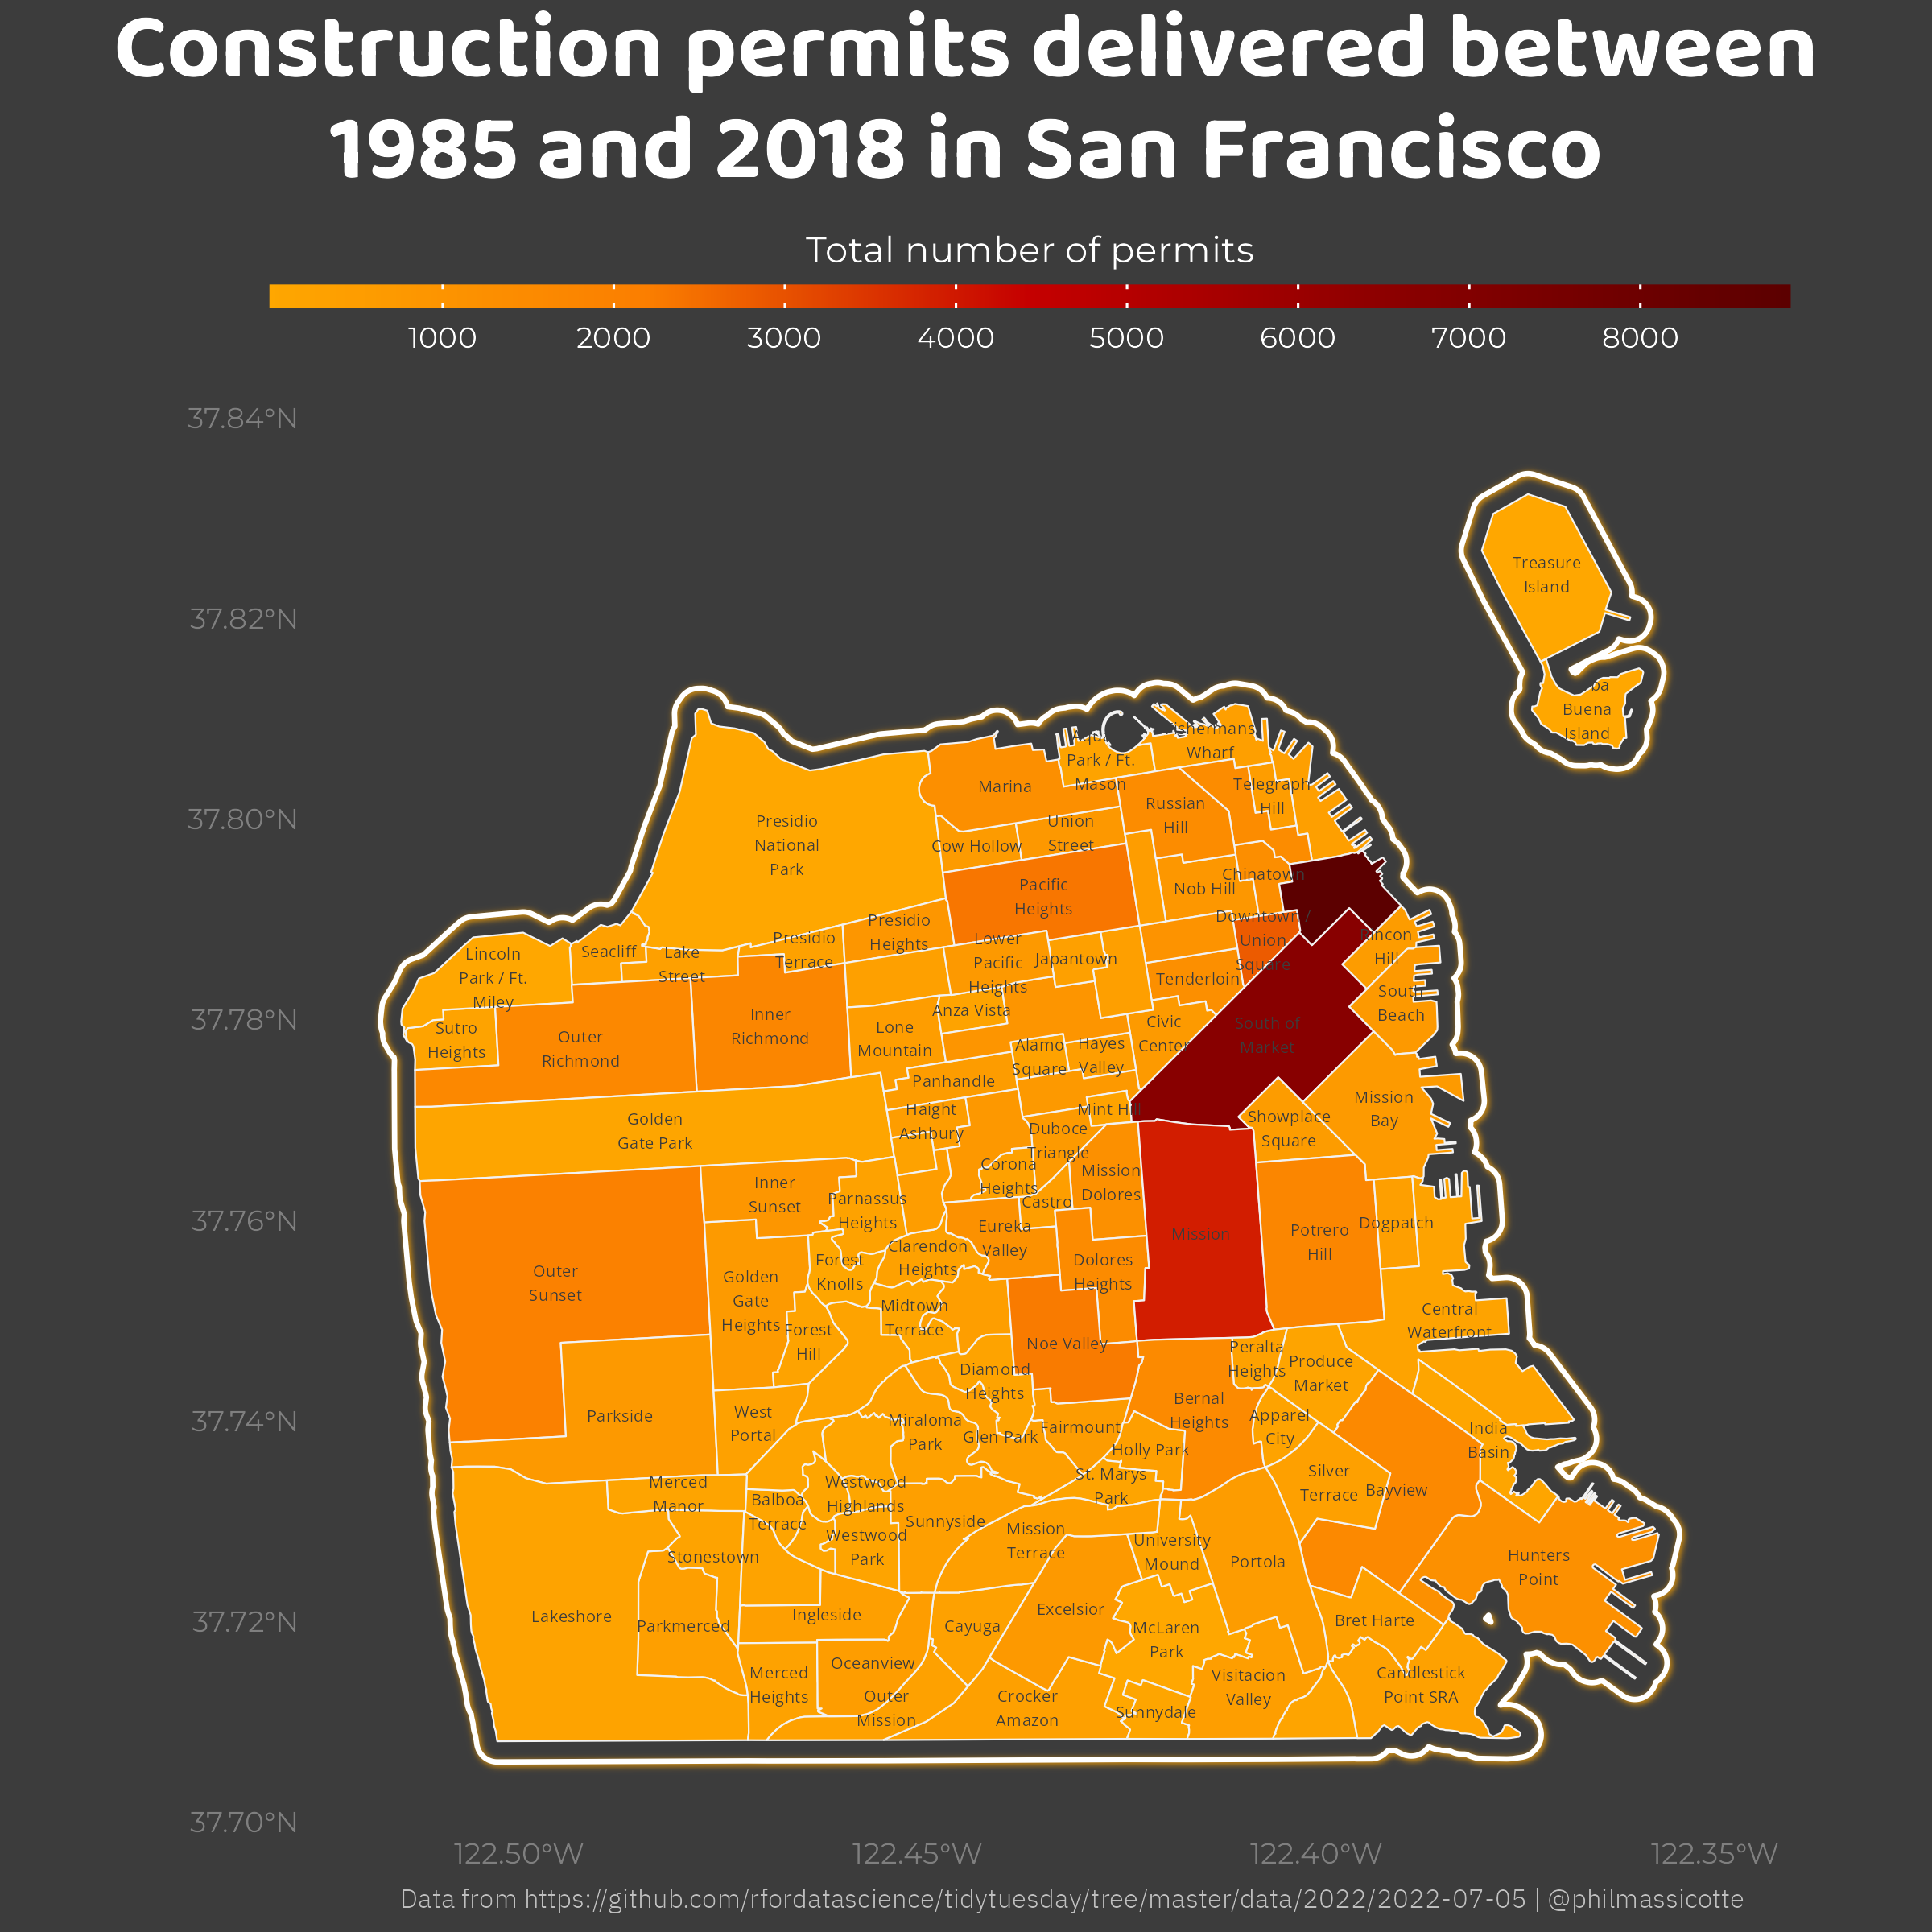 Construction permits delivered between
1985 and 2018 in San Francisco
Total number of permits
1000 2000 3000 4000 5000 6000 7000 8000
37.84°N
37.82°N
37.80°N
37.78°N
37.76°N
37.74°N
37.72°N
37.70°N
Treasure
Island
Buena
Island
Wharf
Park / Ft.
Mason
Marina
Telegraph
Hill
Russian
Hill
Presidio
National
Park
Union
Street
Cow Hollow
Pacific
Heights
Nob Hill
Chinatown
Downtown /
Union
Square
Presidio
Heights
Presidio
Terrace
Lower
Pacific
Heights
Japantown
Tenderloin
Hill
South
Beach
Lincoln
Park / Ft.
Miley
Seacliff
Lake
Street
Sutro
Heights
Outer
Richmond
Inner
Richmond
Anza Vista
Lone
Mountain
Civic
Center
South of
Market
Alamo
Square
Hayes
Valley
Panhandle
Mission
Bay
Golden
Gate Park
Haight
Ashbury
Mint Hill
Showplace
Square
Duboce
Triangle
Corona
Heights
Mission
Dolores
Castro
Inner
Sunset
Parnassus
Heights
Eureka
Valley
Mission
Potrero
Hill
Dogpatch
Clarendon
Heights
Forest
Knolls
Dolores
Heights
Outer
Sunset
Golden
Gate
Heights
Midtown
Terrace
Forest
Hill
Noe Valley
Central
Waterfront
Peralta
Heights
Produce
Market
Diamond
Heights
Bernal
Heights
Parkside
West
Portal
Miraloma
Park
Glen Park
Fairmount
Apparel
City
India
Basin
Holly Park
St. Marys
Park
Silver
Terrace
Bayview
Merced
Manor
Balboa
Terrace
Westwood
Highlands
Westwood
Park
Sunnyside
Mission
Terrace
University
Mound
Portola
Hunters
Point
Stonestown
Lakeshore
Parkmerced
Ingleside
Cayuga
Excelsior
McLaren
Park
Bret Harte
Merced
Heights
Oceanview
Outer
Mission
Crocker
Amazon
Sunnydale
Visitacion
Valley
Candlestick
Point SRA
122.50°W 122.45°W 122.40°W 122.35°W
Data from https://github.com/rfordatascience/tidytuesday/tree/master/data/2022/2022-07-05 | @philmassicotte